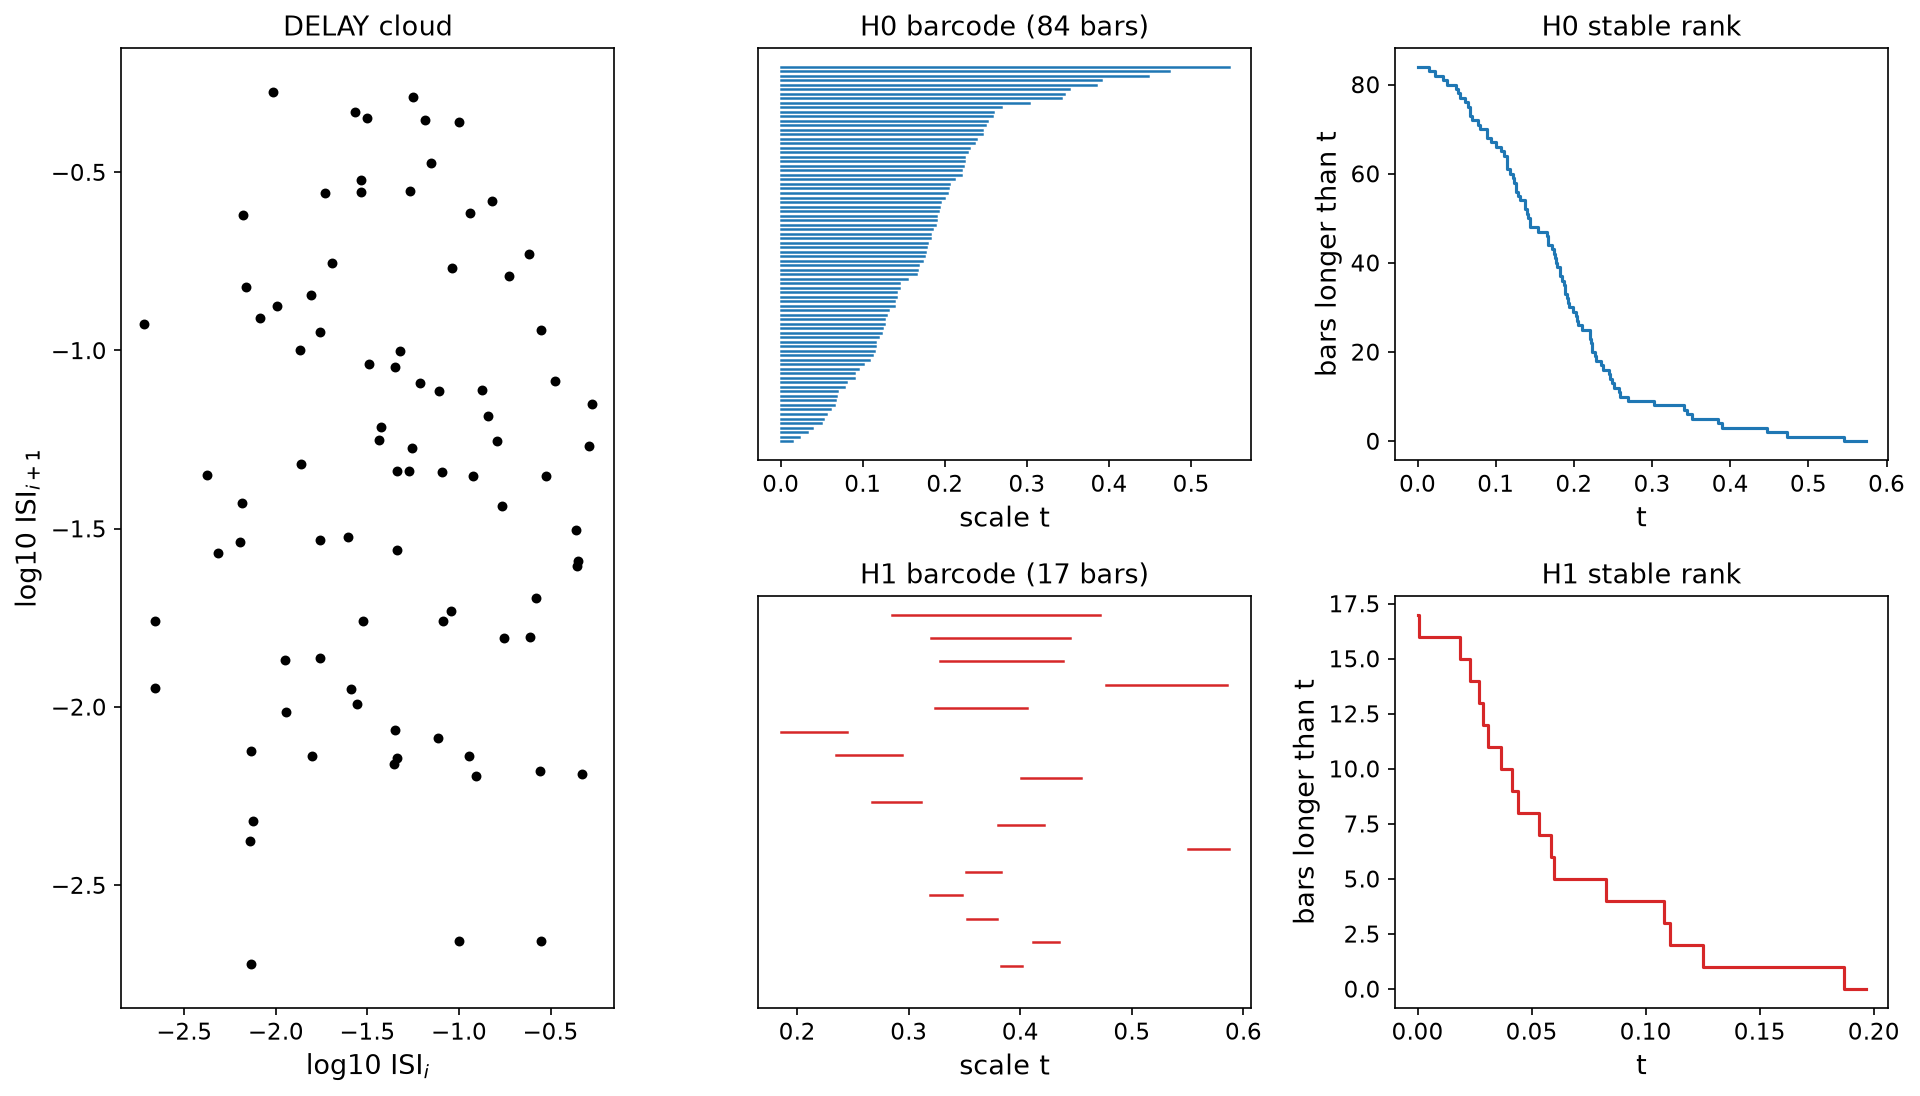 DELAY cloud
−0.5
−1.0
−1.5
−2.0
−2.5
log10 ISIi+1
−2.5 −2.0 −1.5 −1.0 −0.5
log10 ISIi
H0 barcode (84 bars)
0.0 0.1 0.2 0.3 0.4 0.5
scale t
H0 stable rank
80
60
40
20
0
bars longer than t
0.0 0.1 0.2 0.3 0.4 0.5 0.6
t
H1 barcode (17 bars)
0.2 0.3 0.4 0.5 0.6
scale t
H1 stable rank
17.5
15.0
12.5
10.0
7.5
5.0
2.5
0.0
bars longer than t
0.00 0.05 0.10 0.15 0.20
t